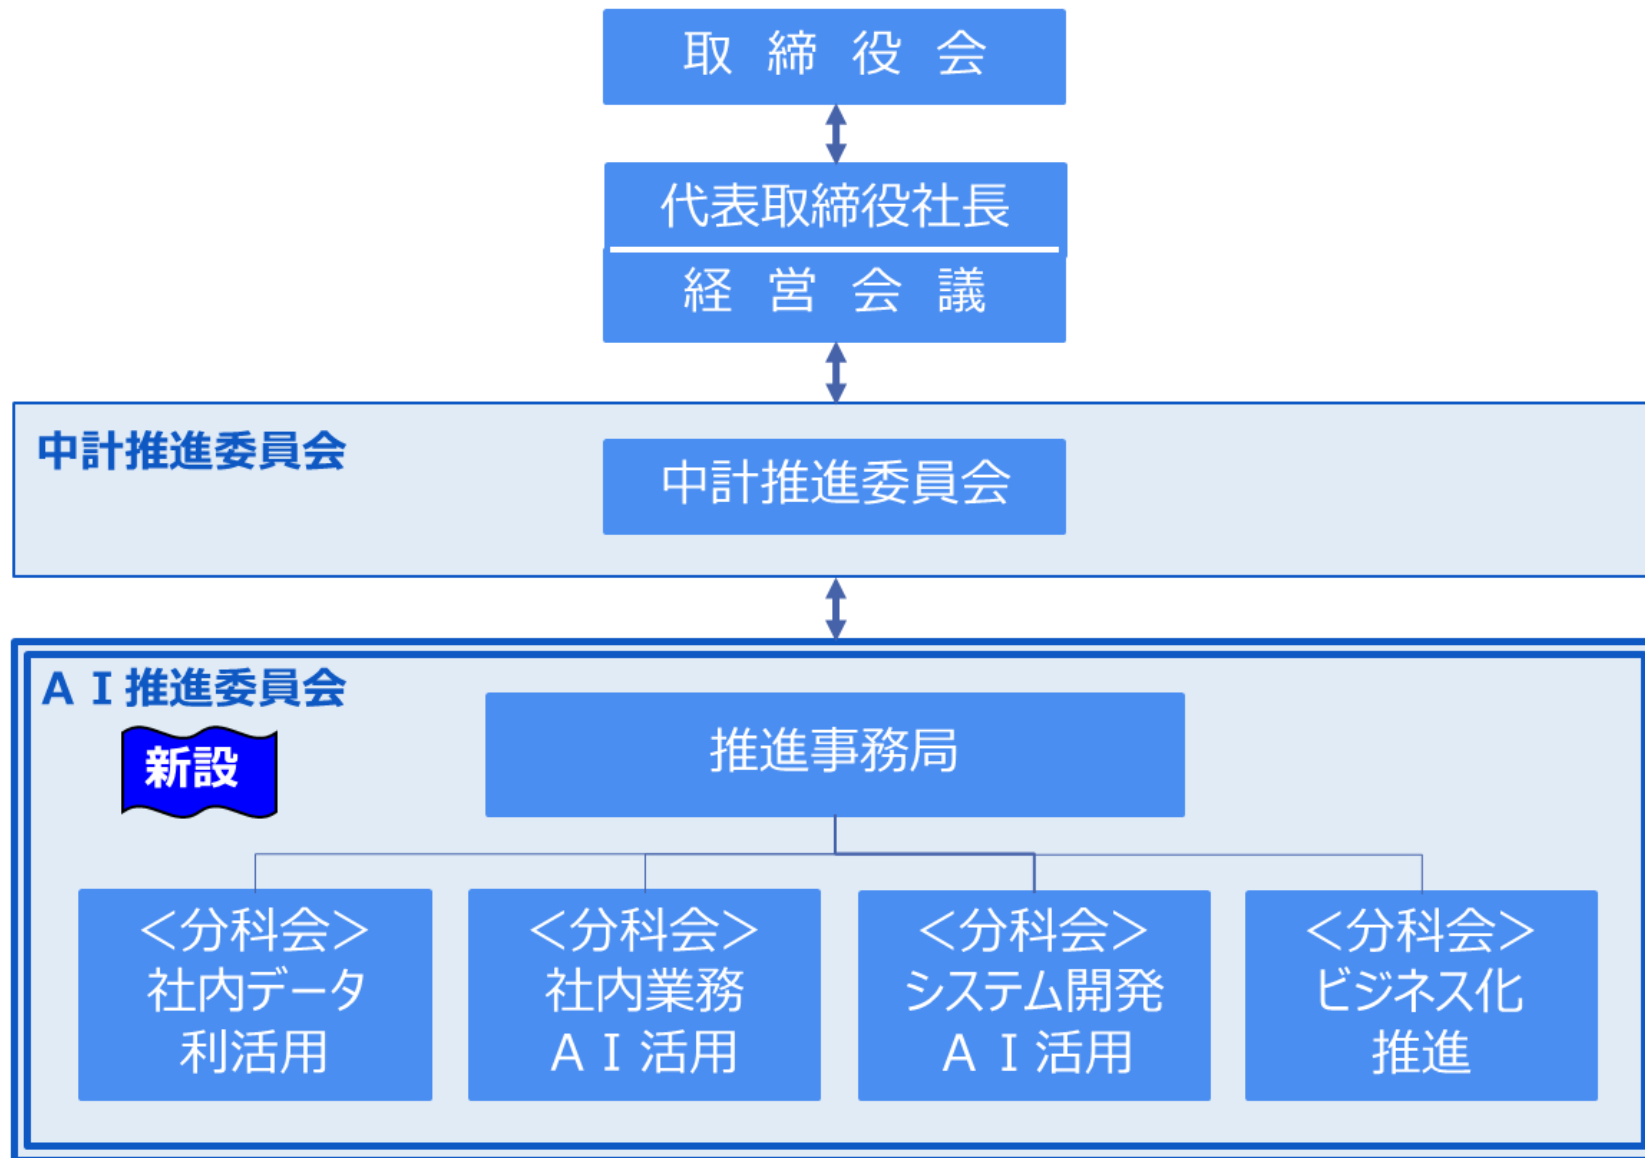 取 締 役 会
代表取締役社長
経 営 会 議
中計推進委員会
中計推進委員会
ＡＩ推進委員会
新設
推進事務局
＜分科会＞
社内データ
利活用
＜分科会＞
社内業務
ＡＩ活用
＜分科会＞
システム開発
ＡＩ活用
＜分科会＞
ビジネス化
推進